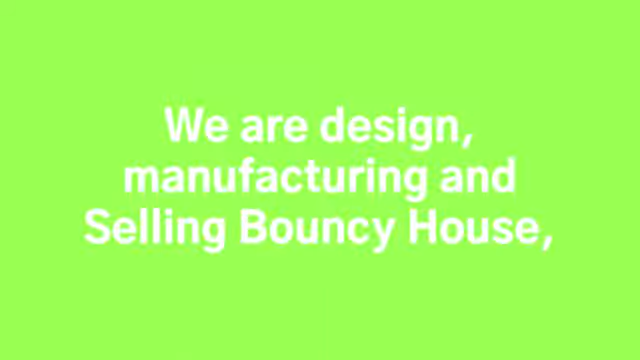 We are design,
manufacturing and
Selling Bouncy House,